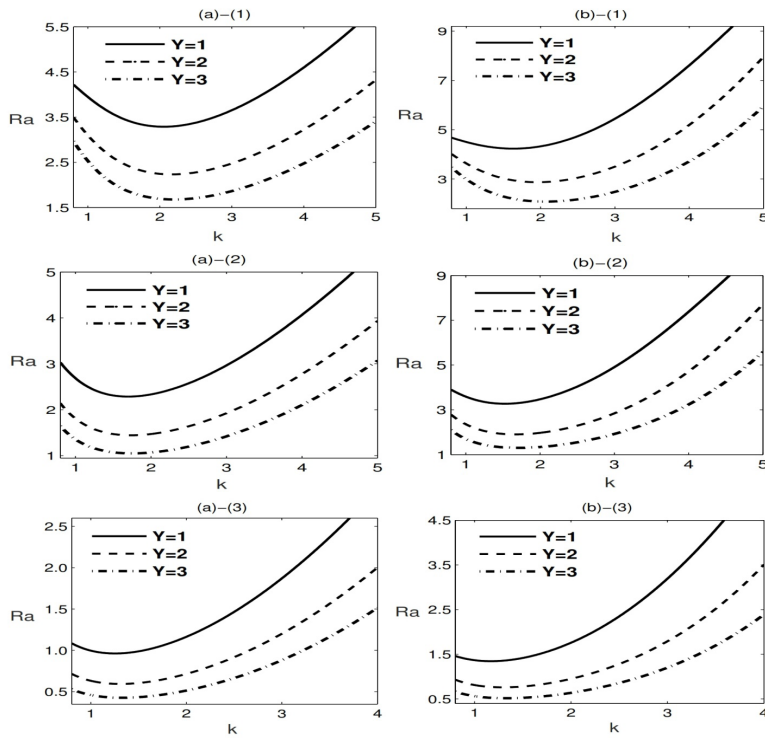 (a)−(1)
5.5
4.5
3.5
2.5
1.5
Ra
Y=1
Y=2
Y=3
1 2 3 4 5
k
(b)−(1)
9
7
5
3
Ra
Y=1
Y=2
Y=3
1 2 3 4 5
k
(a)−(2)
5
4
3
2
1
Ra
Y=1
Y=2
Y=3
1 2 3 4 5
k
(b)−(2)
9
7
5
3
1
Ra
Y=1
Y=2
Y=3
1 2 3 4 5
k
(a)−(3)
2.5
2.0
1.5
1.0
0.5
Ra
Y=1
Y=2
Y=3
1 2 3 4
k
(b)−(3)
4.5
3.5
2.5
1.5
0.5
Ra
Y=1
Y=2
Y=3
1 2 3 4
k